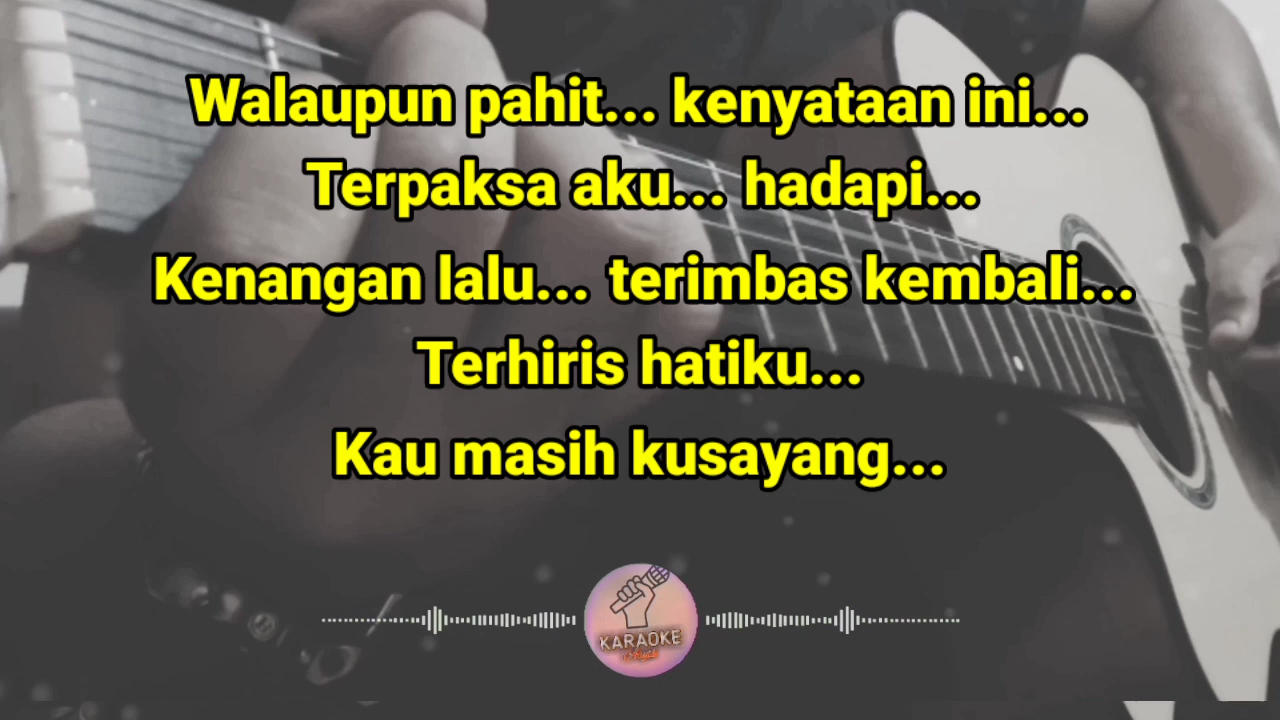 Walaupun pahit... kenyataan ini...
Terpaksa aku... hadapi...
Kenangan lalu... terimbas kembali...
Terhiris hatiku...
Kau masih kusayang...
KARAOKE